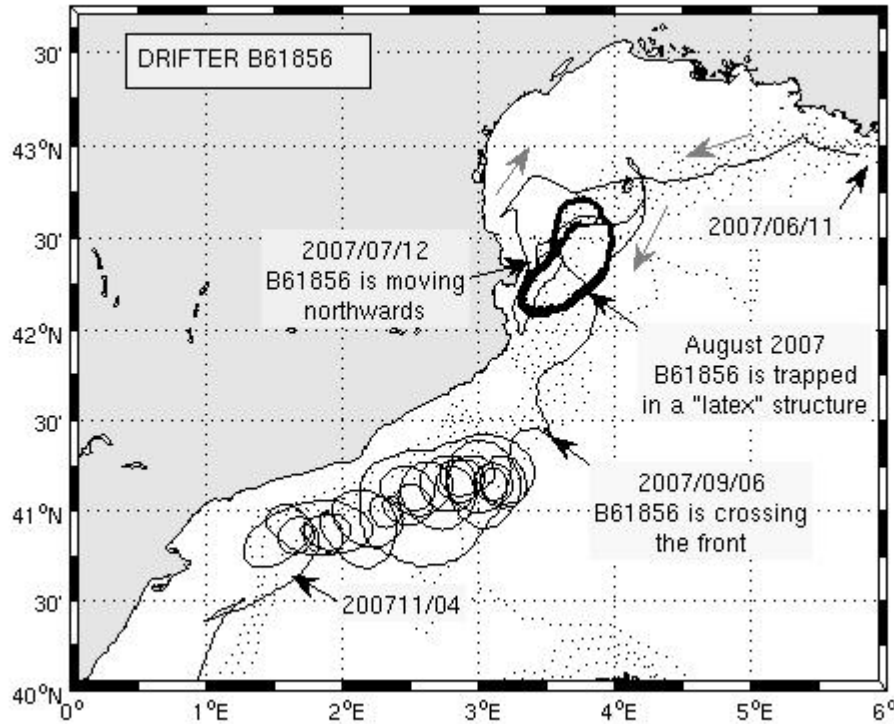 DRIFTER B61856
30'
43°N
30'
42°N
30'
41°N
30'
40°N
2007/06/11
2007/07/12
B61856 is moving
northwards
August 2007
B61856 is trapped
in a "latex" structure
2007/09/06
B61856 is crossing
the front
200711/04
0°
1°E
2°E
3°E
4°E
5°E
6°E